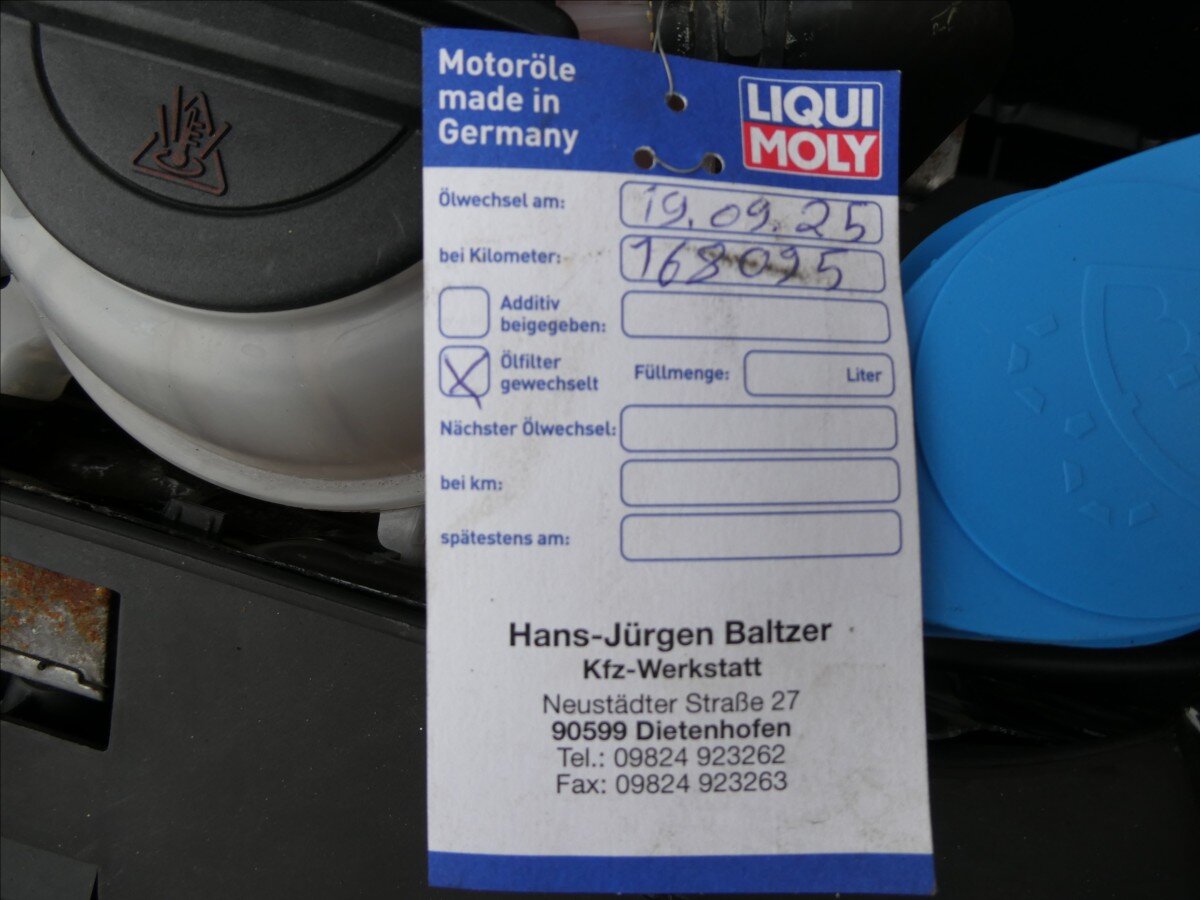 Motoröle
made in
Germany
LIQUI
MOLY
Ölwechsel am: 19.09.25
bei Kilometer: 168095
Additiv
beigegeben:
Ölfilter
gewechselt
Füllmenge: Liter
Nächster Ölwechsel:
bei km:
spätestens am:
Hans-Jürgen Baltzer
Kfz-Werkstatt
Neustädter Straße 27
90599 Dietenhofen
Tel.: 09824 923262
Fax: 09824 923263